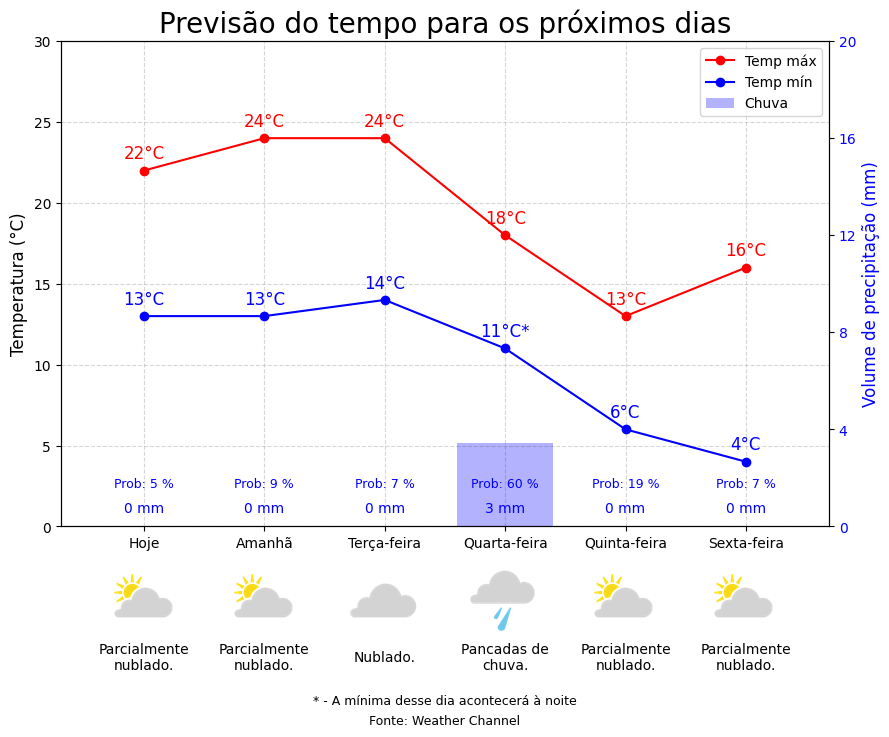 Previsão do tempo para os próximos dias
30
25
20
15
10
5
0
Temperatura (°C)
20
16
12
8
4
0
Volume de precipitação (mm)
Temp máx
Temp mín
Chuva
22°C
24°C
24°C
18°C
13°C
16°C
13°C
13°C
14°C
11°C*
6°C
4°C
Prob: 5 %
Prob: 9 %
Prob: 7 %
Prob: 60 %
Prob: 19 %
Prob: 7 %
0 mm
0 mm
0 mm
3 mm
0 mm
0 mm
Hoje
Amanhã
Terça-feira
Quarta-feira
Quinta-feira
Sexta-feira
Parcialmente
nublado.
Parcialmente
nublado.
Nublado.
Pancadas de
chuva.
Parcialmente
nublado.
Parcialmente
nublado.
* - A mínima desse dia acontecerá à noite
Fonte: Weather Channel